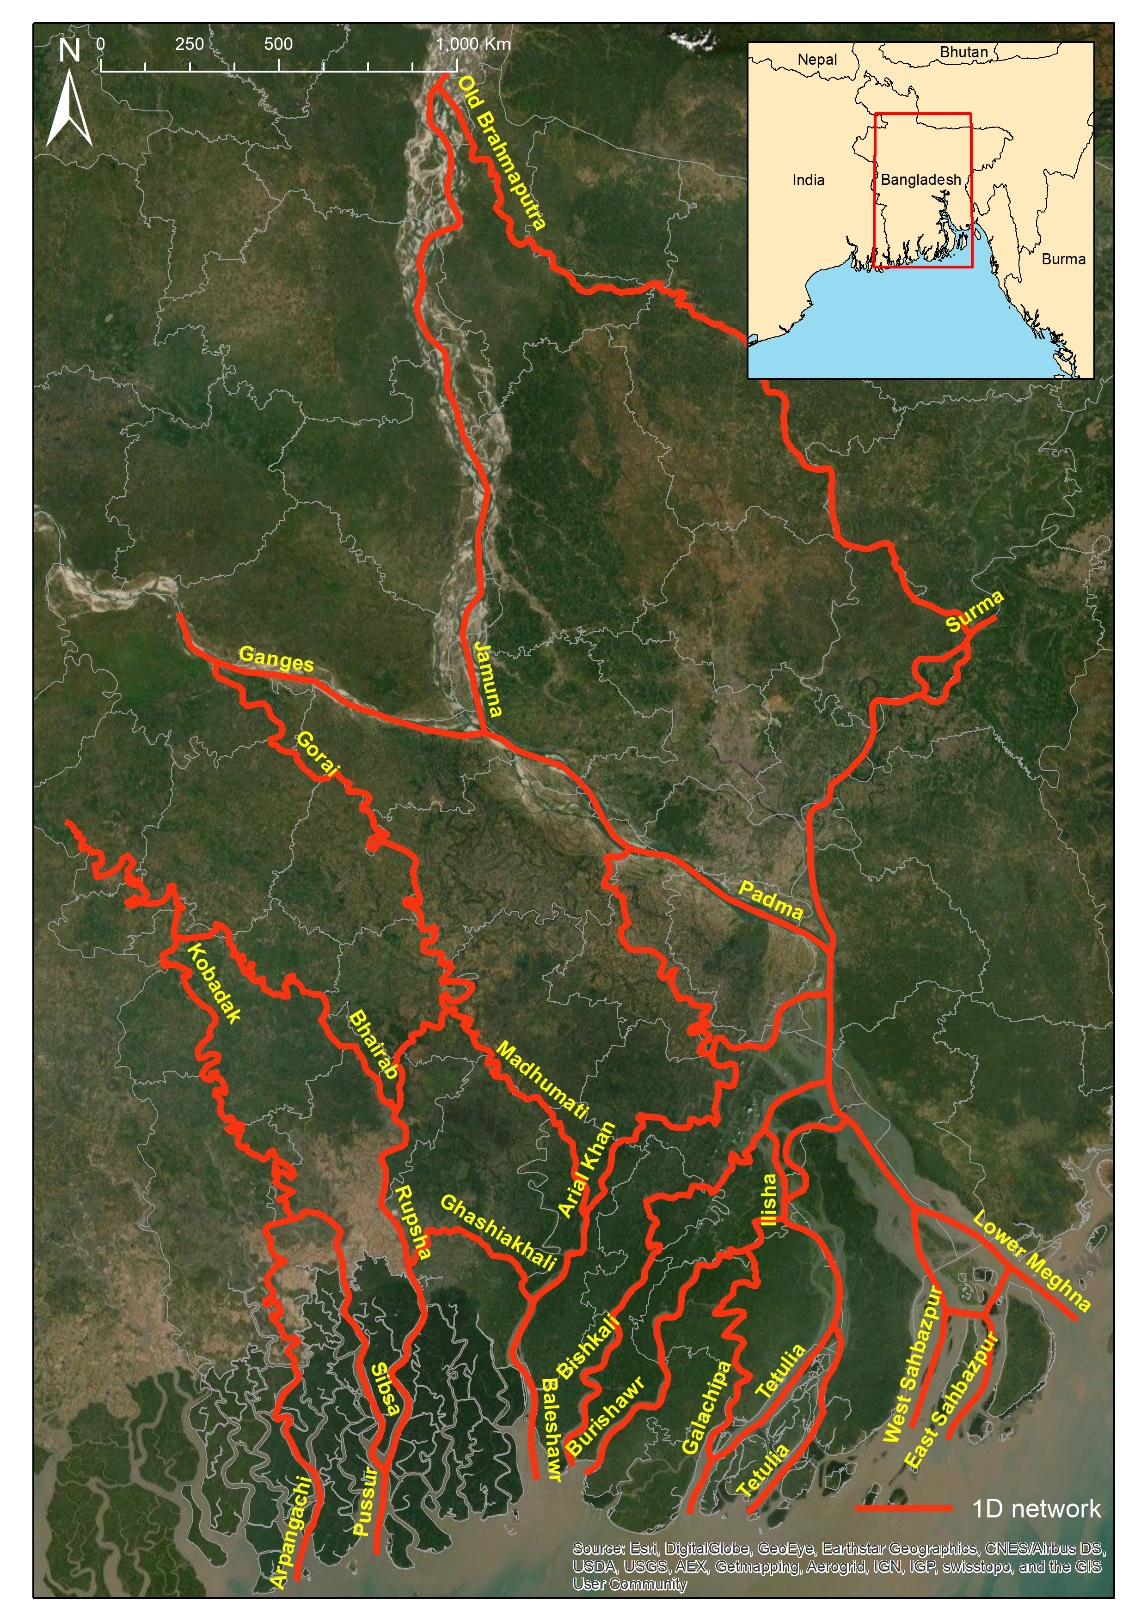 N
0 250 500 1,000 Km
Nepal
Bhutan
India
Bangladesh
Burma
Old Brahmaputra
Surma
Ganges
Jamuna
Gorai
Padma
Kobadak
Bhairab
Madhumati
Arial Khan
Ilisha
Rupsha
Ghashiakhali
Lower Meghna
West Sahbazpur
East Sahbazpur
Bishkali
Burishawr
Baleshawr
Galachipa
Tetulia
Tetulia
Sibsa
Pussur
Arpangachi
1D network
Source: Esri, DigitalGlobe, GeoEye, Earthstar Geographics, CNES/Airbus DS,
USDA, USGS, AEX, Getmapping, Aerogrid, IGN, IGP, swisstopo, and the GIS
User Community